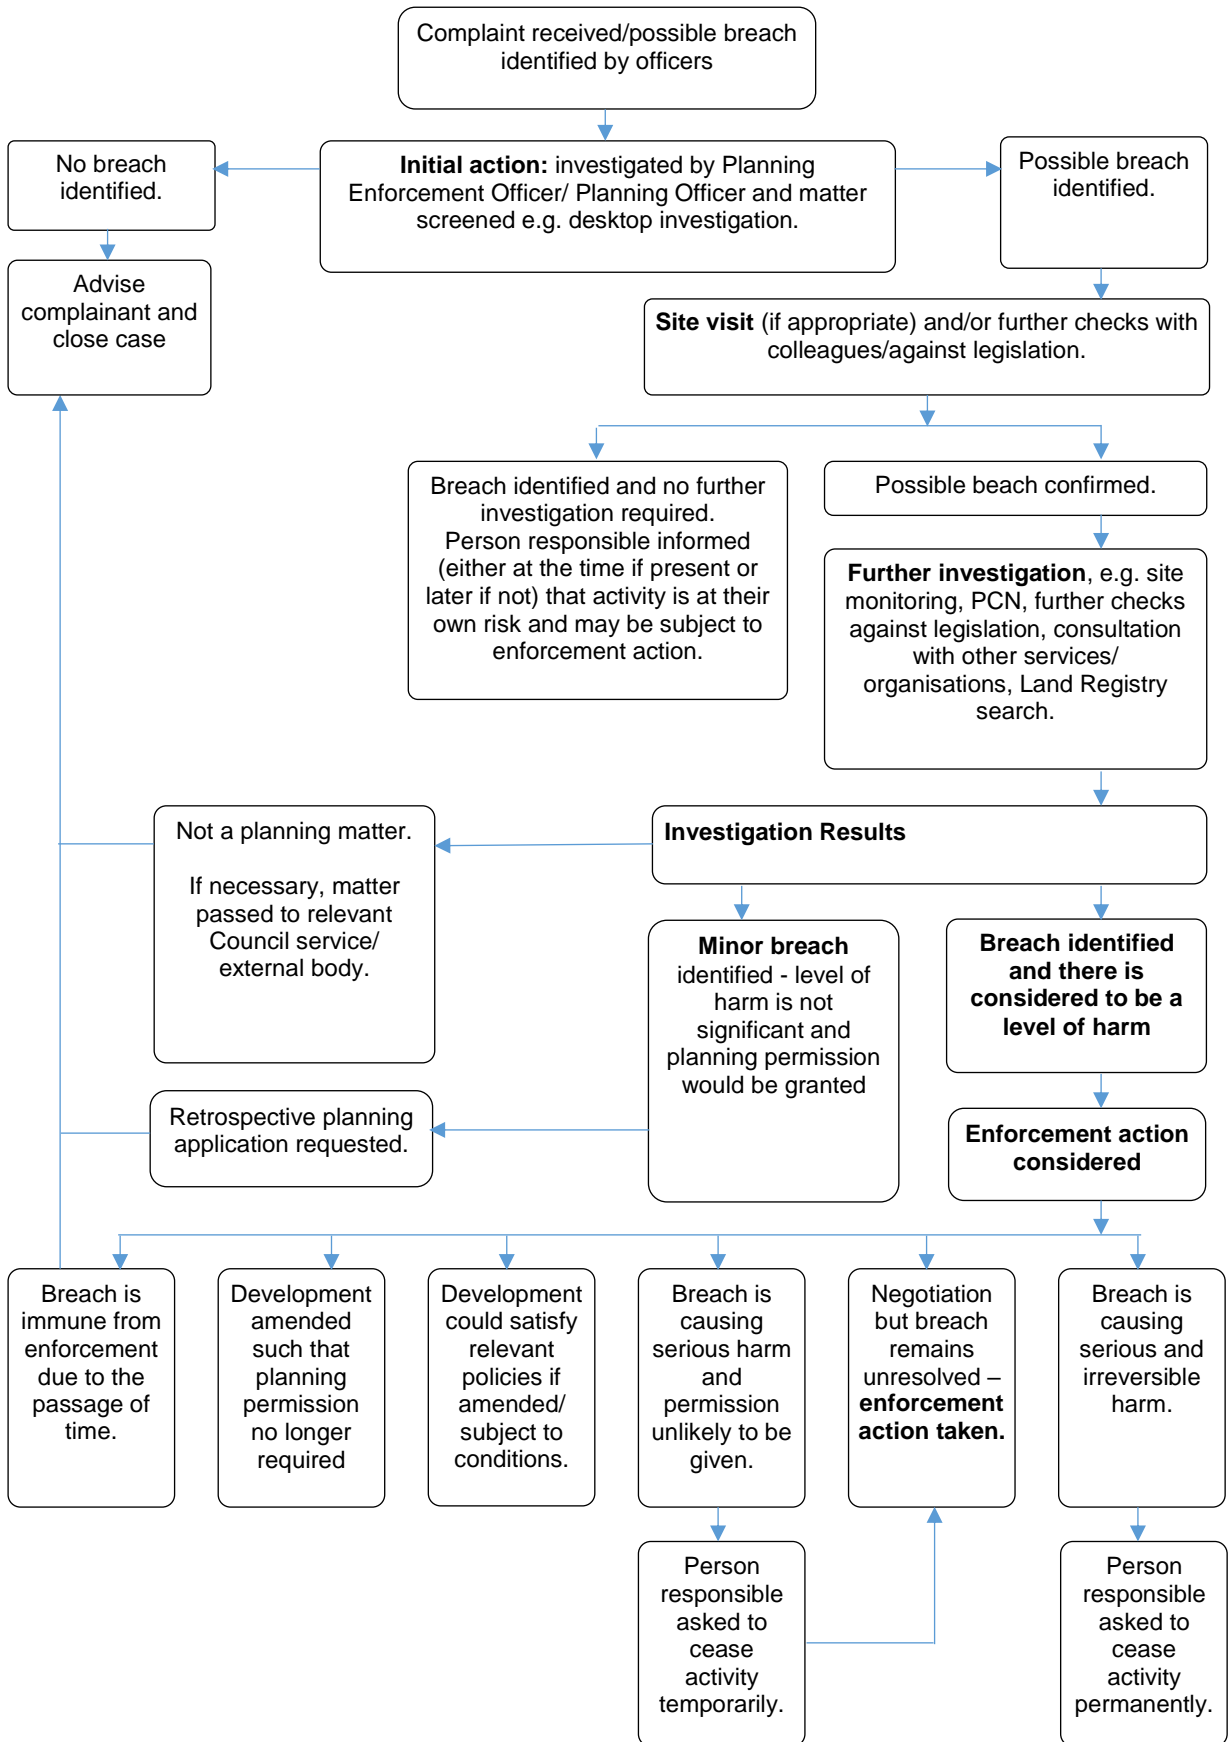 Complaint received/possible breach
identified by officers
No breach
identified.
Initial action: investigated by Planning
Enforcement Officer/ Planning Officer and matter
screened e.g. desktop investigation.
Possible breach
identified.
Advise
complainant and
close case
Site visit (if appropriate) and/or further checks with
colleagues/against legislation.
Breach identified and no further
investigation required.
Person responsible informed
(either at the time if present or
later if not) that activity is at their
own risk and may be subject to
enforcement action.
Possible beach confirmed.
Further investigation, e.g. site
monitoring, PCN, further checks
against legislation, consultation
with other services/
organisations, Land Registry
search.
Not a planning matter.
If necessary, matter
passed to relevant
Council service/
external body.
Investigation Results
Minor breach
identified - level of
harm is not
significant and
planning permission
would be granted
Breach identified
and there is
considered to be a
level of harm
Retrospective planning
application requested.
Enforcement action
considered
Breach is
immune from
enforcement
due to the
passage of
time.
Development
amended
such that
planning
permission
no longer
required
Development
could satisfy
relevant
policies if
amended/
subject to
conditions.
Breach is
causing
serious harm
and
permission
unlikely to be
given.
Negotiation
but breach
remains
unresolved –
enforcement
action taken.
Breach is
causing
serious and
irreversible
harm.
Person
responsible
asked to
cease
activity
temporarily.
Person
responsible
asked to
cease
activity
permanently.